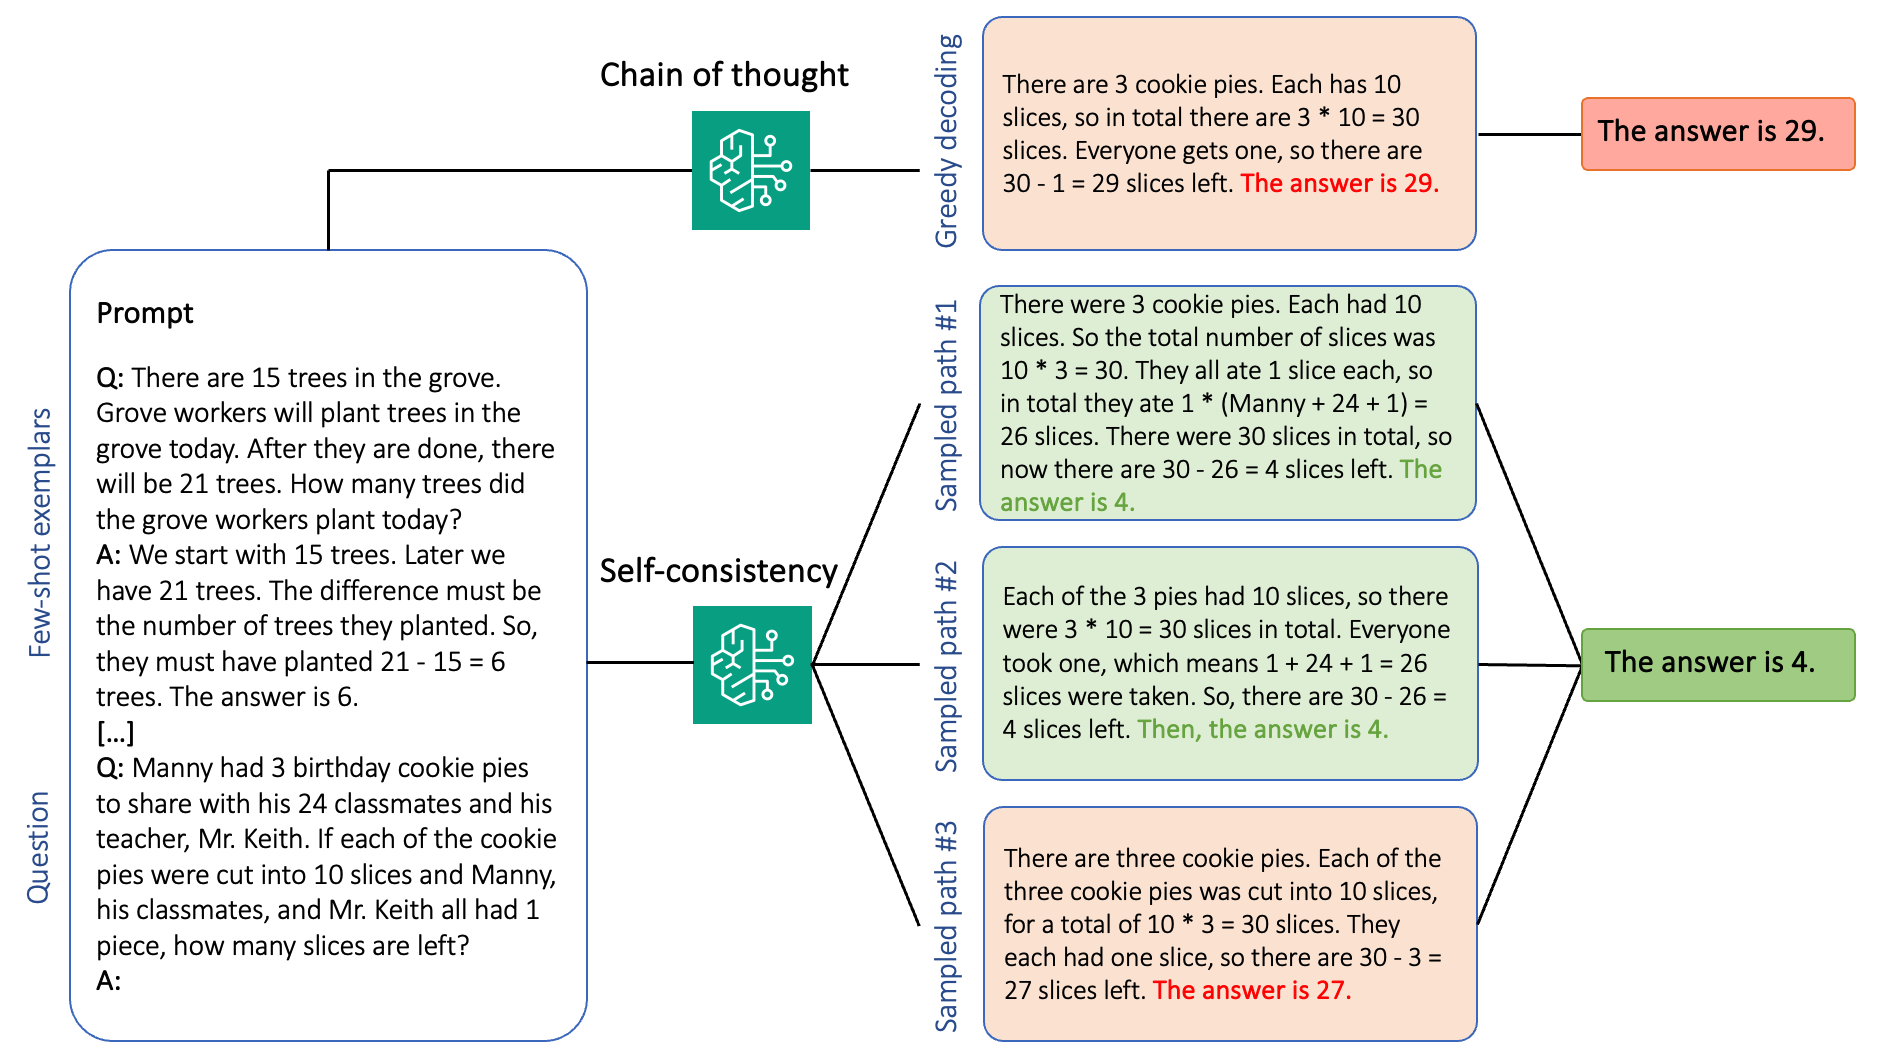 Chain of thought
Greedy decoding
There are 3 cookie pies. Each has 10
slices, so in total there are 3 * 10 = 30
slices. Everyone gets one, so there are
30 - 1 = 29 slices left. The answer is 29.
The answer is 29.
Few-shot exemplars
Question
Prompt
Q: There are 15 trees in the grove.
Grove workers will plant trees in the
grove today. After they are done, there
will be 21 trees. How many trees did
the grove workers plant today?
A: We start with 15 trees. Later we
have 21 trees. The difference must be
the number of trees they planted. So,
they must have planted 21 - 15 = 6
trees. The answer is 6.
[...]
Q: Manny had 3 birthday cookie pies
to share with his 24 classmates and his
teacher, Mr. Keith. If each of the cookie
pies were cut into 10 slices and Manny,
his classmates, and Mr. Keith all had 1
piece, how many slices are left?
A:
Self-consistency
Sampled path #1
There were 3 cookie pies. Each had 10
slices. So the total number of slices was
10 * 3 = 30. They all ate 1 slice each, so
in total they ate 1 * (Manny + 24 + 1) =
26 slices. There were 30 slices in total, so
now there are 30 - 26 = 4 slices left. The
answer is 4.
Sampled path #2
Each of the 3 pies had 10 slices, so there
were 3 * 10 = 30 slices in total. Everyone
took one, which means 1 + 24 + 1 = 26
slices were taken. So, there are 30 - 26 =
4 slices left. Then, the answer is 4.
Sampled path #3
There are three cookie pies. Each of the
three cookie pies was cut into 10 slices,
for a total of 10 * 3 = 30 slices. They
each had one slice, so there are 30 - 3 =
27 slices left. The answer is 27.
The answer is 4.